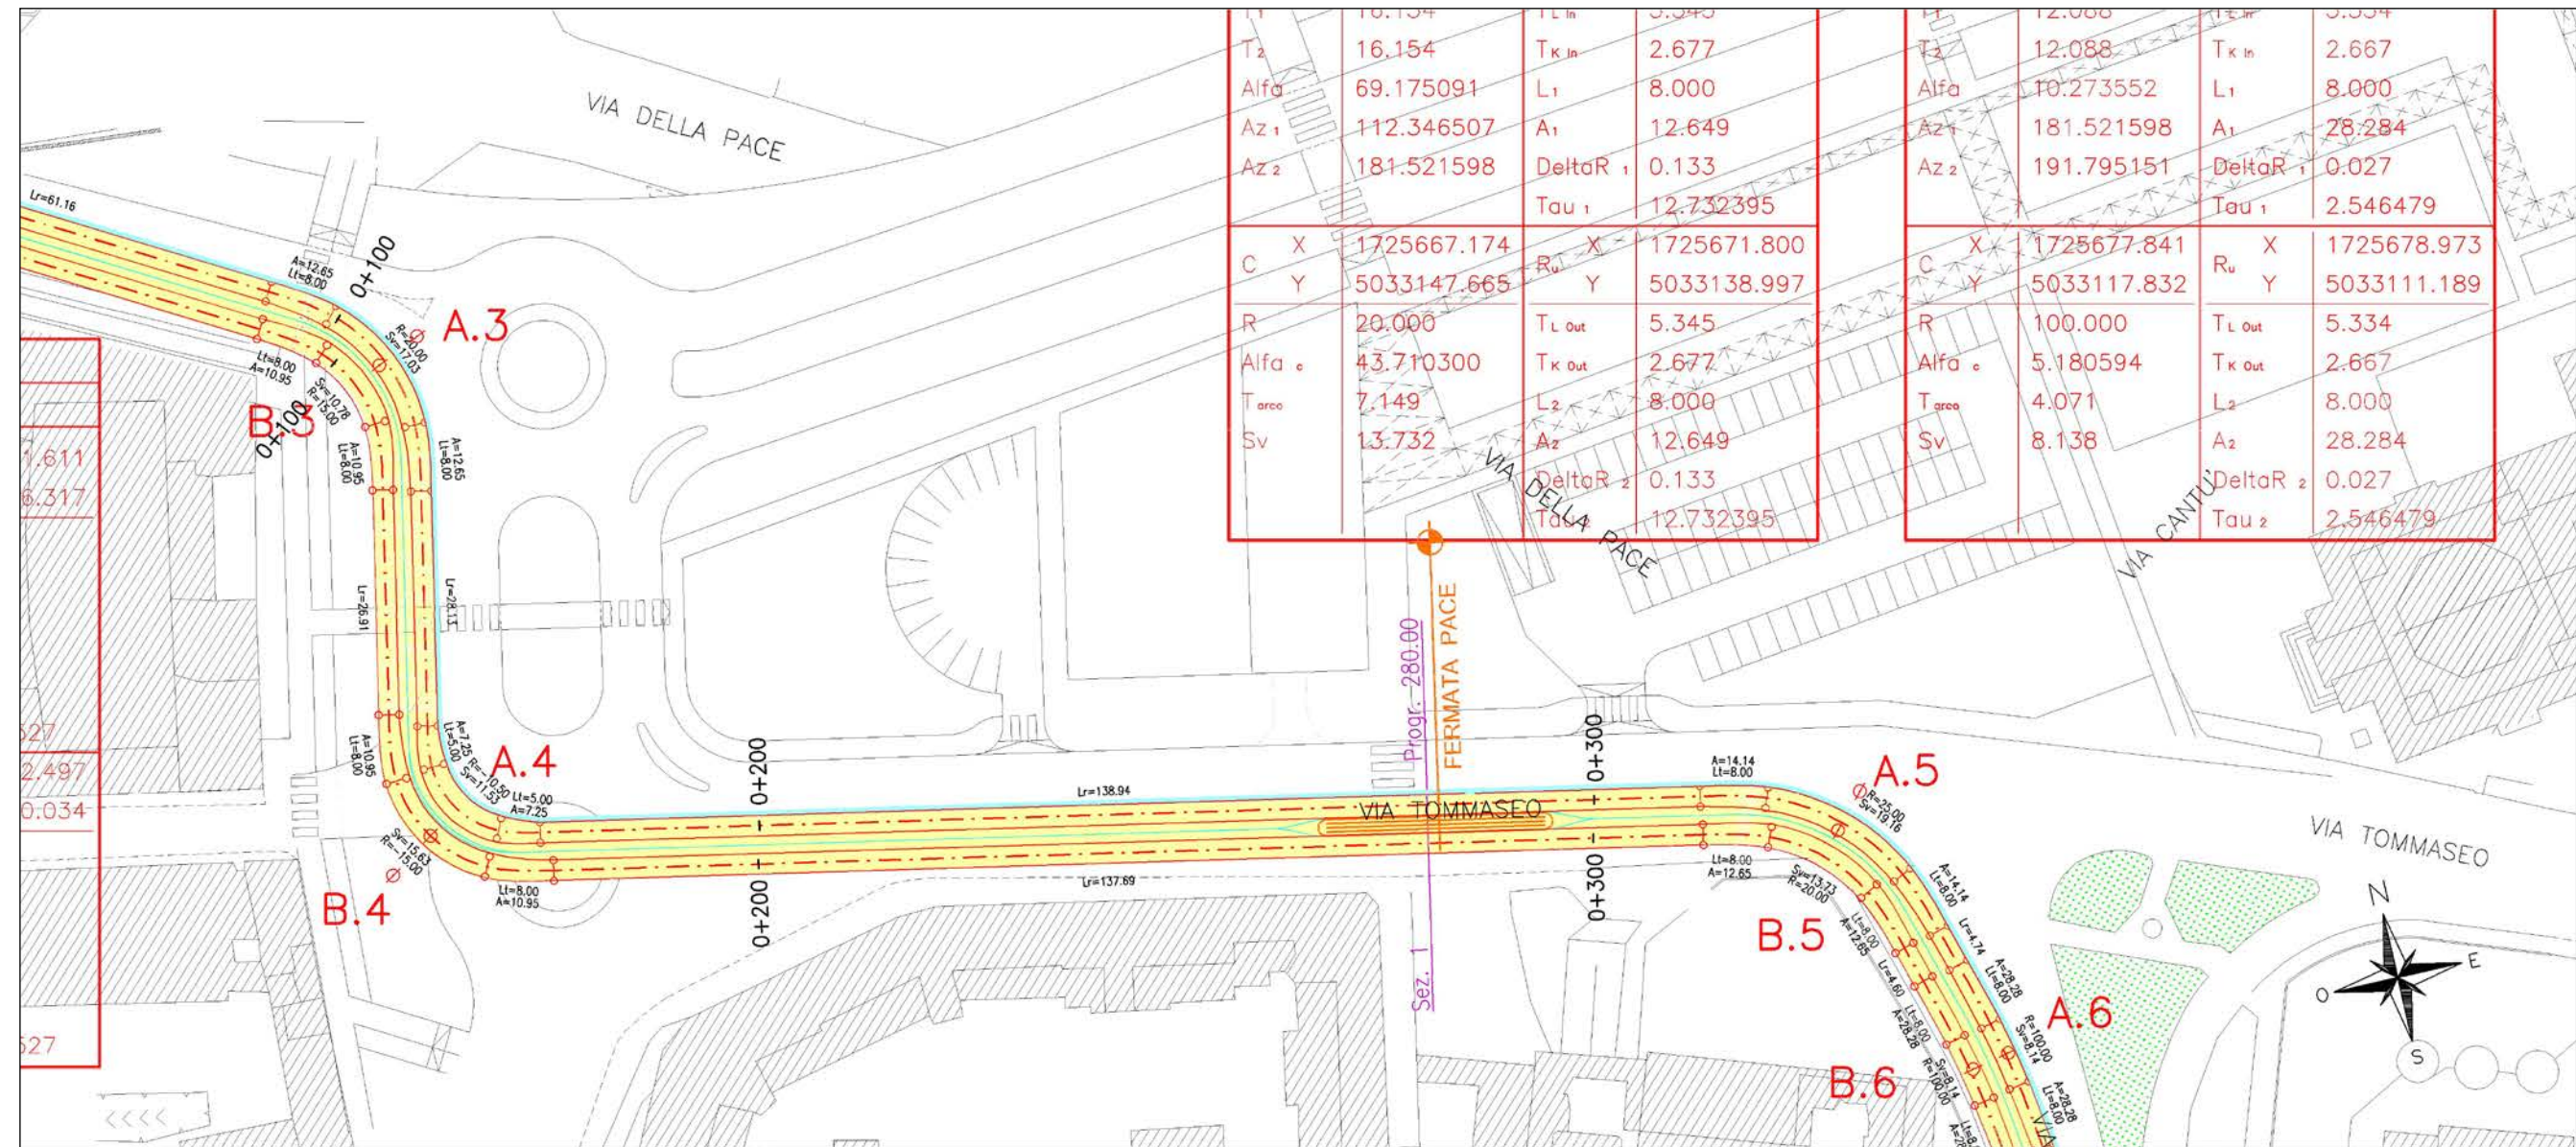 T2 16.154 TK In 2.677
Alfa 69.175091 L1 8.000
Az 1 112.346507 A1 12.649
Az 2 181.521598 DeltaR 1 0.133
Tau 1 12.732395
C X 1725667.174 Ru X 1725671.800
Y 5033147.665 Y 5033138.997
R 20.000 TL Out 5.345
Alfa c 43.710300 TK Out 2.677
T arco 7.149 L2 8.000
Sv 13.732 A2 12.649
DeltaR 2 0.133
Tau 2 12.732395
T2 12.088 TK In 2.667
Alfa 10.273552 L1 8.000
Az 1 181.521598 A1 28.284
Az 2 191.795151 DeltaR 1 0.027
Tau 1 2.546479
C X 1725677.841 Ru X 1725678.973
Y 5033117.832 Y 5033111.189
R 100.000 TL Out 5.334
Alfa c 5.180594 TK Out 2.667
T arco 4.071 L2 8.000
Sv 8.138 A2 28.284
DeltaR 2 0.027
Tau 2 2.546479
VIA DELLA PACE
Lr=61.16
A=12.65
Lt=8.00
0+100
R=20.00
Sv=17.03
A.3
Lt=8.00
A=10.95
Sv=10.78
R=15.00
B.3
0+100
A=10.95
Lt=8.00
A=12.65
Lt=8.00
.611
6.317
Lr=26.91
Lr=28.13
VIA DELLA PACE
VIA CANTU'
Progr. 280.00
FERMATA PACE
Sez. 1
527
2.497
0.034
527
A=10.95
Lt=8.00
A=7.25
Lt=5.00
R=-10.50
Sv=11.53
A.4
Lt=5.00
A=7.25
Sv=15.63
R=-15.00
B.4
Lt=8.00
A=10.95
0+200
0+200
Lr=138.94
Lr=137.69
VIA TOMMASEO
0+300
0+300
A=14.14
Lt=8.00
A.5
R=25.00
Sv=19.16
Lt=8.00
A=12.65
Sv=13.73
R=20.00
B.5
A=14.14
Lt=8.00
Lr=4.74
Lt=8.00
A=12.65
Lr=4.60
A=28.28
Lt=8.00
A.6
Lt=8.00
A=28.28
R=100.00
Sv=8.14
Sv=8.14
R=100.00
B.6
A=28.28
Lt=8.00
VIA
VIA TOMMASEO
N
E
S
O